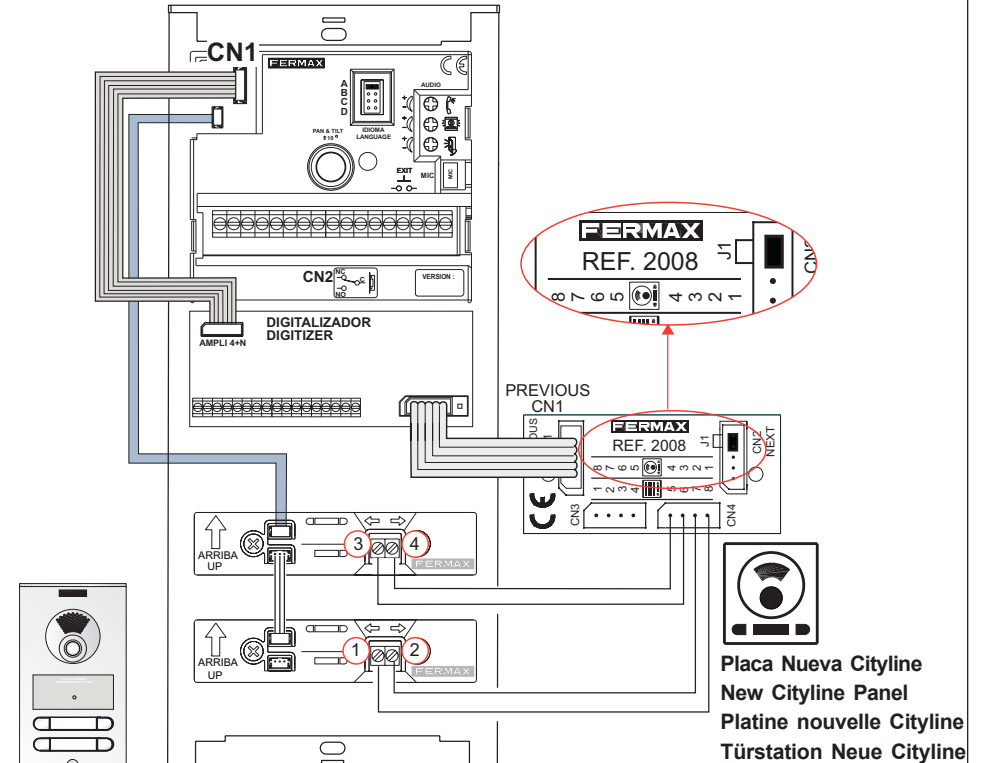 CN1
FERMAX
A
B
C
D
IDIOMA
LANGUAGE
AUDIO
PAN & TILT
±10°
EXIT
MIC
MIC
CN2
NC
C
NO
VERSION :
DIGITALIZADOR
DIGITIZER
AMPLI 4+N
FERMAX
REF. 2008
J1
8 7 6 5 4 3 2 1
PREVIOUS
CN1
FERMAX
REF. 2008
J1
CN2
NEXT
8 7 6 5 4 3 2 1
1 2 3 4 5 6 7 8
CE
CN3
CN4
ARRIBA
UP
3
4
FERMAX
ARRIBA
UP
1
2
FERMAX
Placa Nueva Cityline
New Cityline Panel
Platine nouvelle Cityline
Türstation Neue Cityline